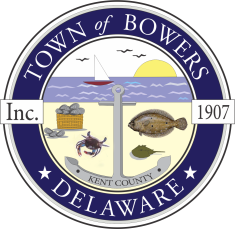 TOWN OF BOWERS
Inc. 1907
KENT COUNTY
DELAWARE